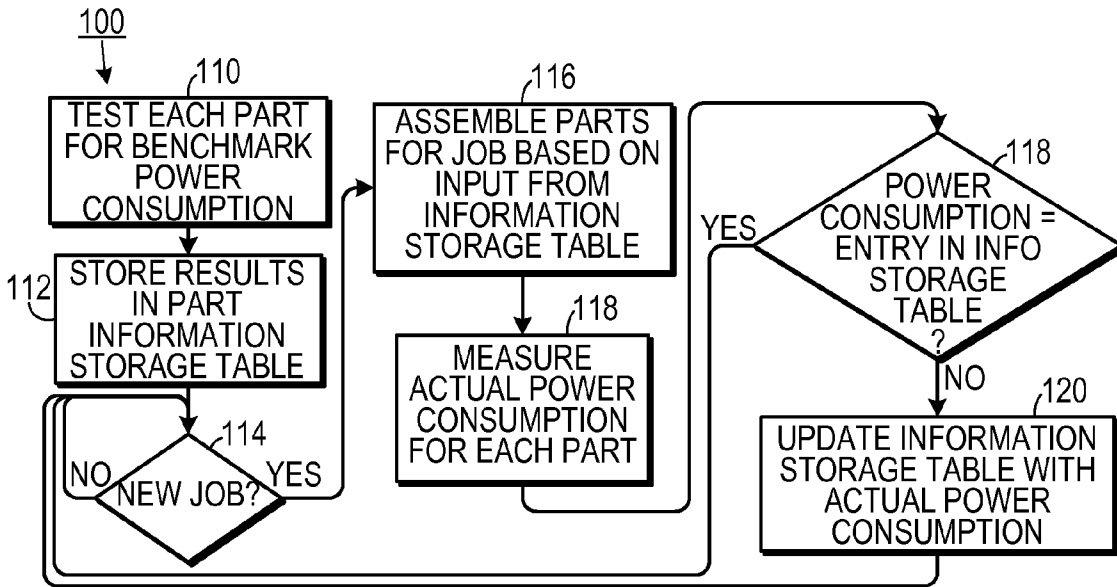 100
110
TEST EACH PART
FOR BENCHMARK
POWER
CONSUMPTION
112
STORE RESULTS
IN PART
INFORMATION
STORAGE TABLE
114
NO
NEW JOB?
YES
116
ASSEMBLE PARTS
FOR JOB BASED ON
INPUT FROM
INFORMATION
STORAGE TABLE
118
MEASURE
ACTUAL POWER
CONSUMPTION
FOR EACH PART
118
POWER
CONSUMPTION =
ENTRY IN INFO
STORAGE
TABLE
?
YES
NO
120
UPDATE INFORMATION
STORAGE TABLE WITH
ACTUAL POWER
CONSUMPTION